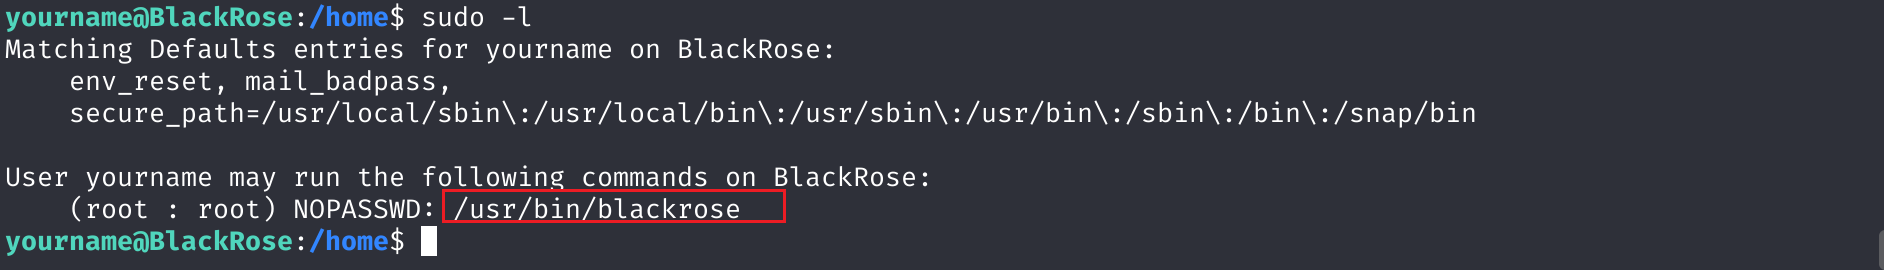 yourname@BlackRose:/home$ sudo -l
Matching Defaults entries for yourname on BlackRose:
    env_reset, mail_badpass,
    secure_path=/usr/local/sbin\:/usr/local/bin\:/usr/sbin\:/usr/bin\:/sbin\:/bin\:/snap/bin

User yourname may run the following commands on BlackRose:
    (root : root) NOPASSWD: /usr/bin/blackrose
yourname@BlackRose:/home$